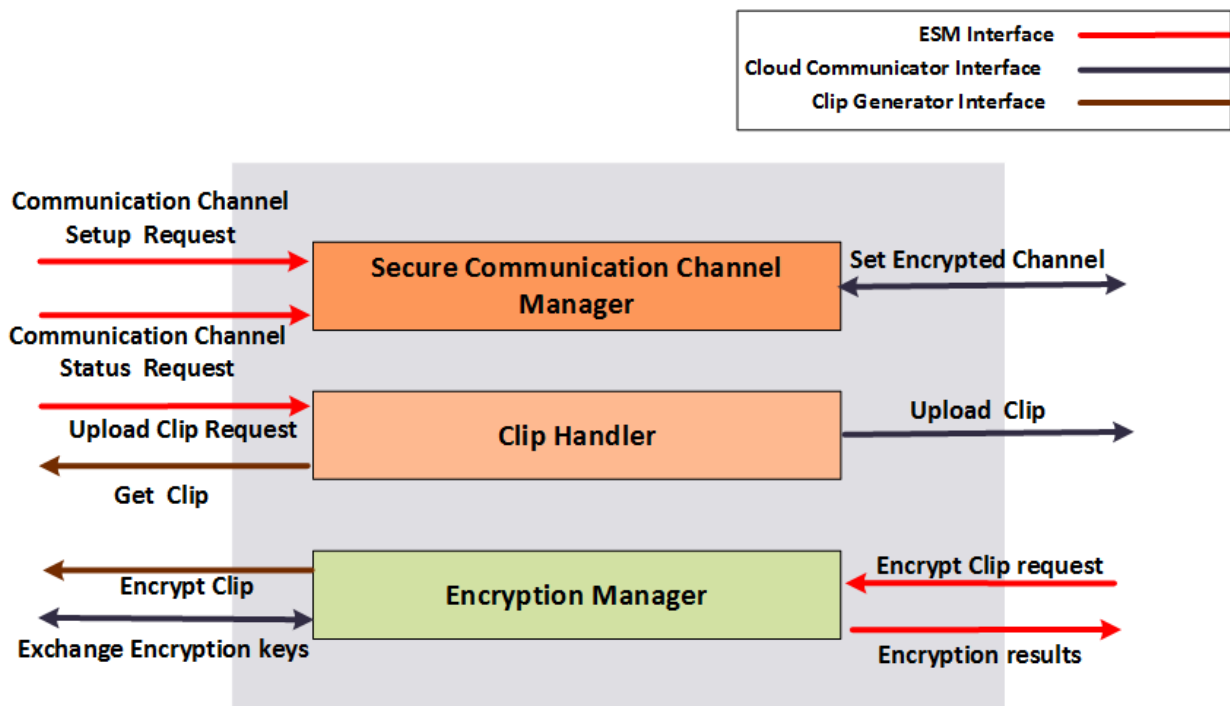 ESM Interface
Cloud Communicator Interface
Clip Generator Interface
Communication Channel
Setup Request
Secure Communication Channel
Manager
Set Encrypted Channel
Communication Channel
Status Request
Upload Clip Request
Clip Handler
Upload Clip
Get Clip
Encrypt Clip
Exchange Encryption keys
Encryption Manager
Encrypt Clip request
Encryption results